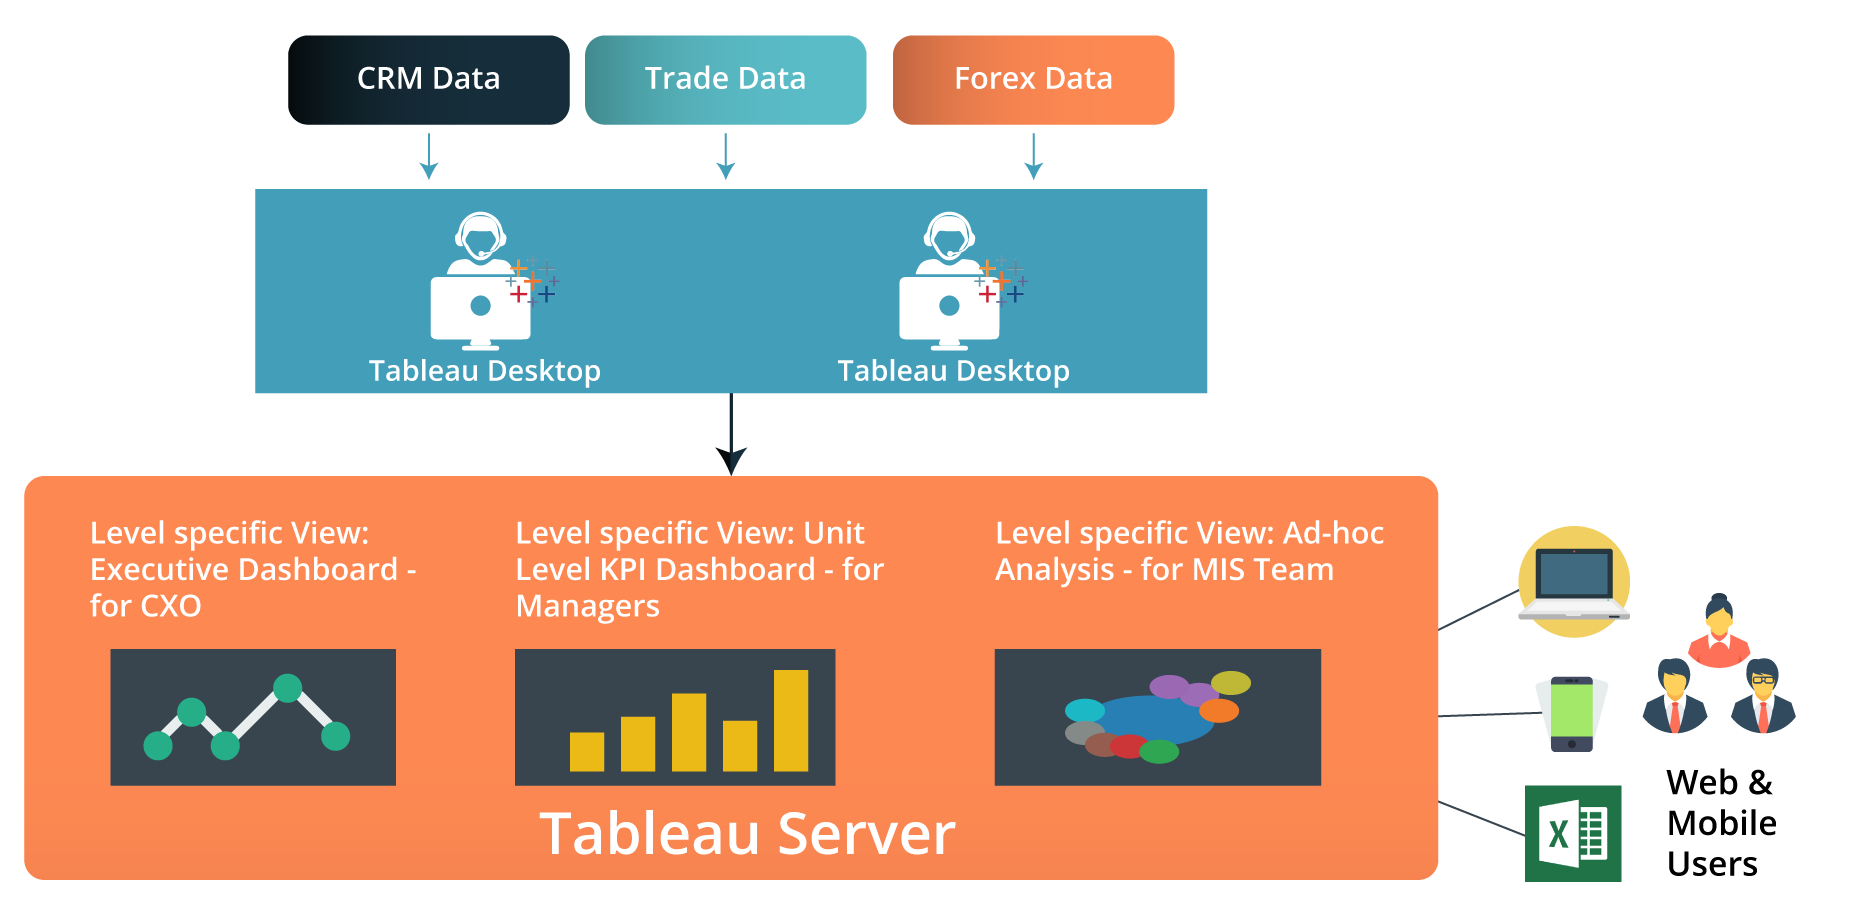 CRM Data
Trade Data
Forex Data
Tableau Desktop
Tableau Desktop
Level specific View:
Executive Dashboard -
for CXO
Level specific View: Unit
Level KPI Dashboard - for
Managers
Level specific View: Ad-hoc
Analysis - for MIS Team
Tableau Server
X
Web &
Mobile
Users